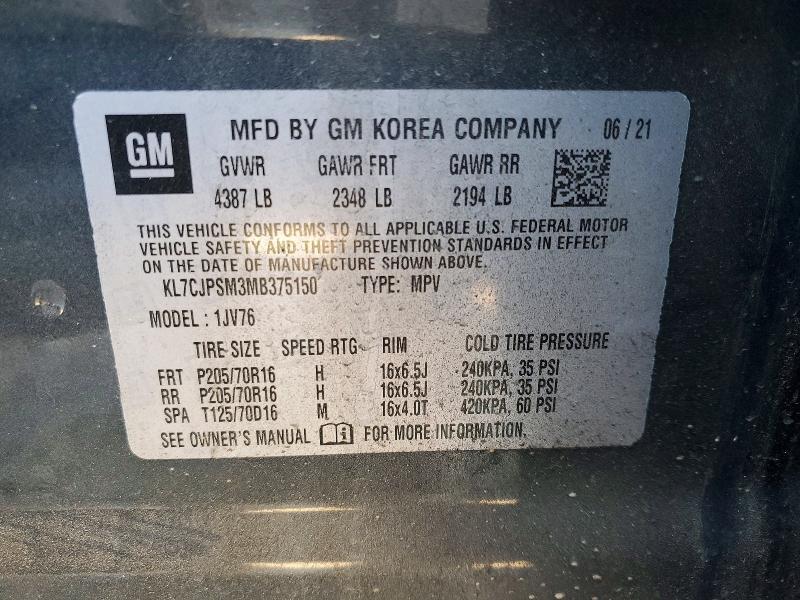 GM
MFD BY GM KOREA COMPANY 06/21
GVWR GAWR FRT GAWR RR
4387 LB 2348 LB 2194 LB
THIS VEHICLE CONFORMS TO ALL APPLICABLE U.S. FEDERAL MOTOR
VEHICLE SAFETY AND THEFT PREVENTION STANDARDS IN EFFECT
ON THE DATE OF MANUFACTURE SHOWN ABOVE.
KL7CJPSM3MB375150 TYPE: MPV
MODEL : 1JV76
TIRE SIZE SPEED RTG RIM COLD TIRE PRESSURE
FRT P205/70R16 H 16x6.5J 240KPA, 35 PSI
RR P205/70R16 H 16x6.5J 240KPA, 35 PSI
SPA T125/70D16 M 16x4.0T 420KPA, 60 PSI
SEE OWNER'S MANUAL i FOR MORE INFORMATION.